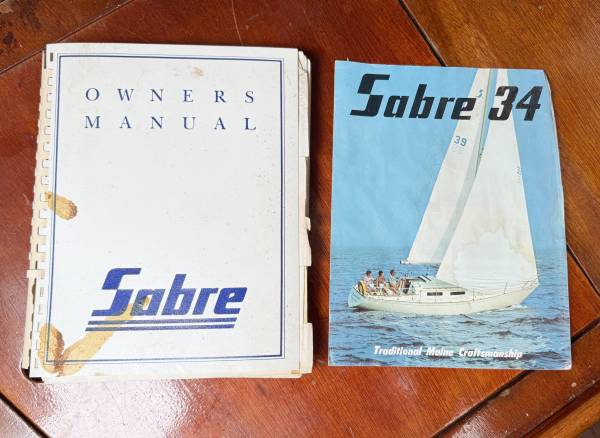 OWNERS
MANUAL
Sabre
Sabre 34
39
Traditional Maine Craftsmanship